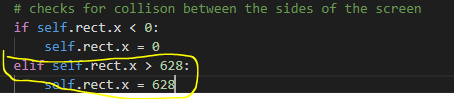 # checks for collison between the sides of the screen
if self.rect.x < 0:
    self.rect.x = 0
elif self.rect.x > 628:
    self.rect.x = 628